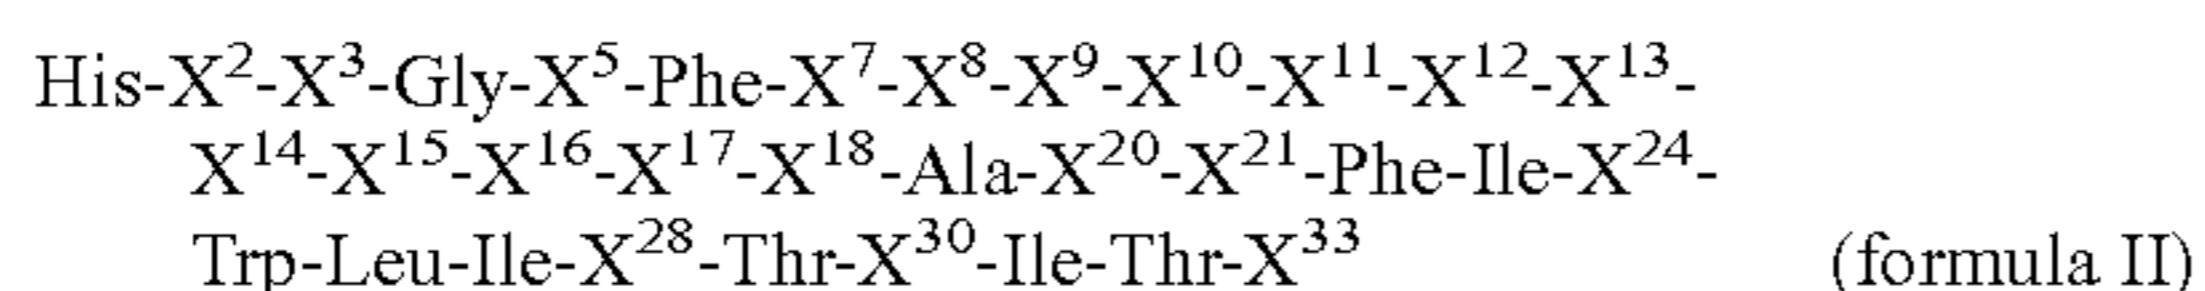 His-X²-X³-Gly-X⁵-Phe-X⁷-X⁸-X⁹-X¹⁰-X¹¹-X¹²-X¹³-
X¹⁴-X¹⁵-X¹⁶-X¹⁷-X¹⁸-Ala-X²⁰-X²¹-Phe-Ile-X²⁴-
Trp-Leu-Ile-X²⁸-Thr-X³⁰-Ile-Thr-X³³ (formula II)